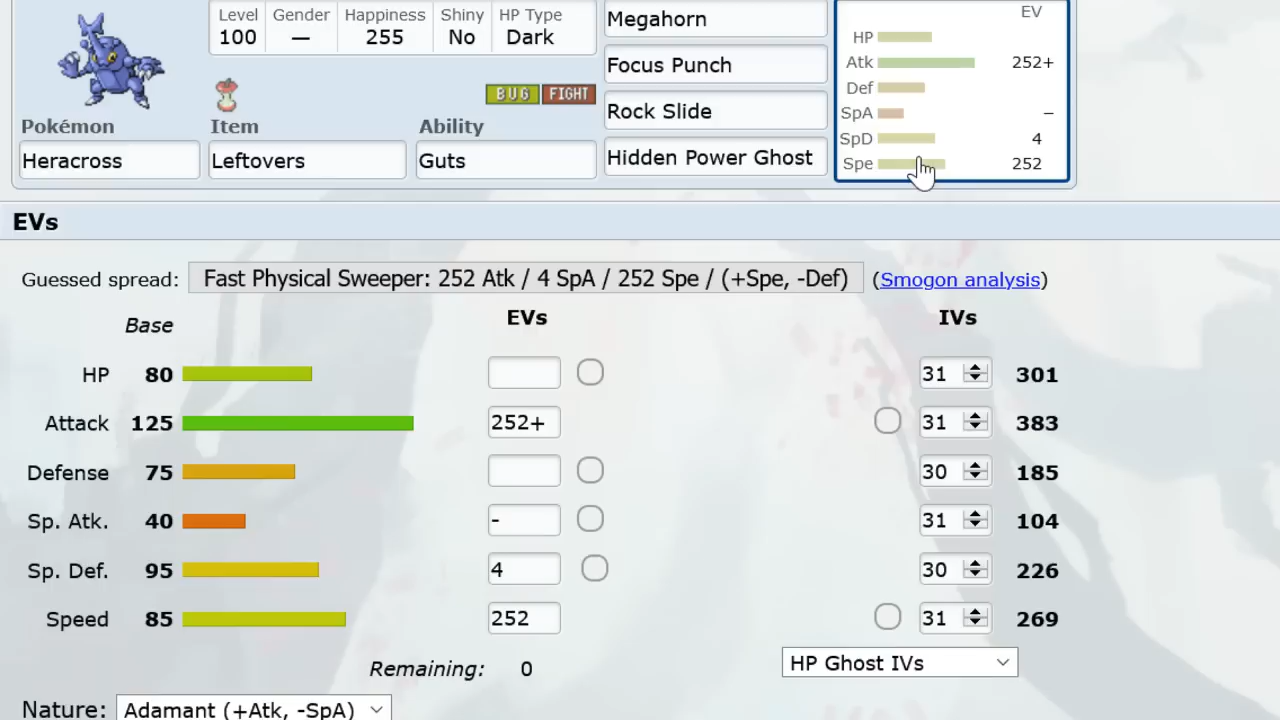 Level Gender Happiness Shiny HP Type
100 — 255 No Dark
BUG FIGHT
Pokémon Item Ability
Heracross Leftovers Guts
Megahorn
Focus Punch
Rock Slide
Hidden Power Ghost
EV
HP
Atk 252+
Def
SpA –
SpD 4
Spe 252
EVs
Guessed spread: Fast Physical Sweeper: 252 Atk / 4 SpA / 252 Spe / (+Spe, -Def) (Smogon analysis)
Base EVs IVs
HP 80 31 301
Attack 125 252+ 31 383
Defense 75 30 185
Sp. Atk. 40 - 31 104
Sp. Def. 95 4 30 226
Speed 85 252 31 269
Remaining: 0 HP Ghost IVs
Nature: Adamant (+Atk, -SpA)